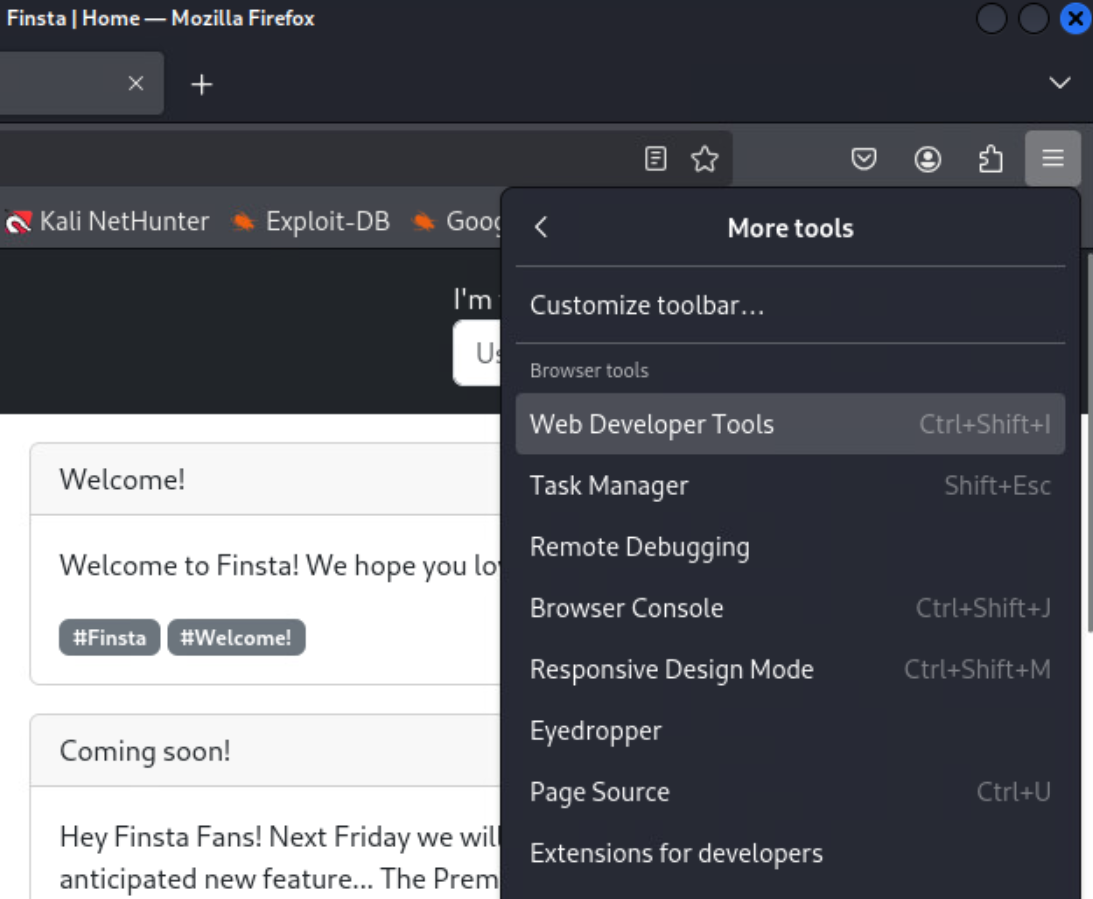 Finsta | Home — Mozilla Firefox
Kali NetHunter Exploit-DB Goog
More tools
I'm
Customize toolbar…
Us
Browser tools
Web Developer Tools Ctrl+Shift+I
Welcome!
Task Manager Shift+Esc
Remote Debugging
Welcome to Finsta! We hope you lo
Browser Console Ctrl+Shift+J
#Finsta #Welcome!
Responsive Design Mode Ctrl+Shift+M
Eyedropper
Coming soon!
Page Source Ctrl+U
Hey Finsta Fans! Next Friday we will
Extensions for developers
anticipated new feature... The Prem